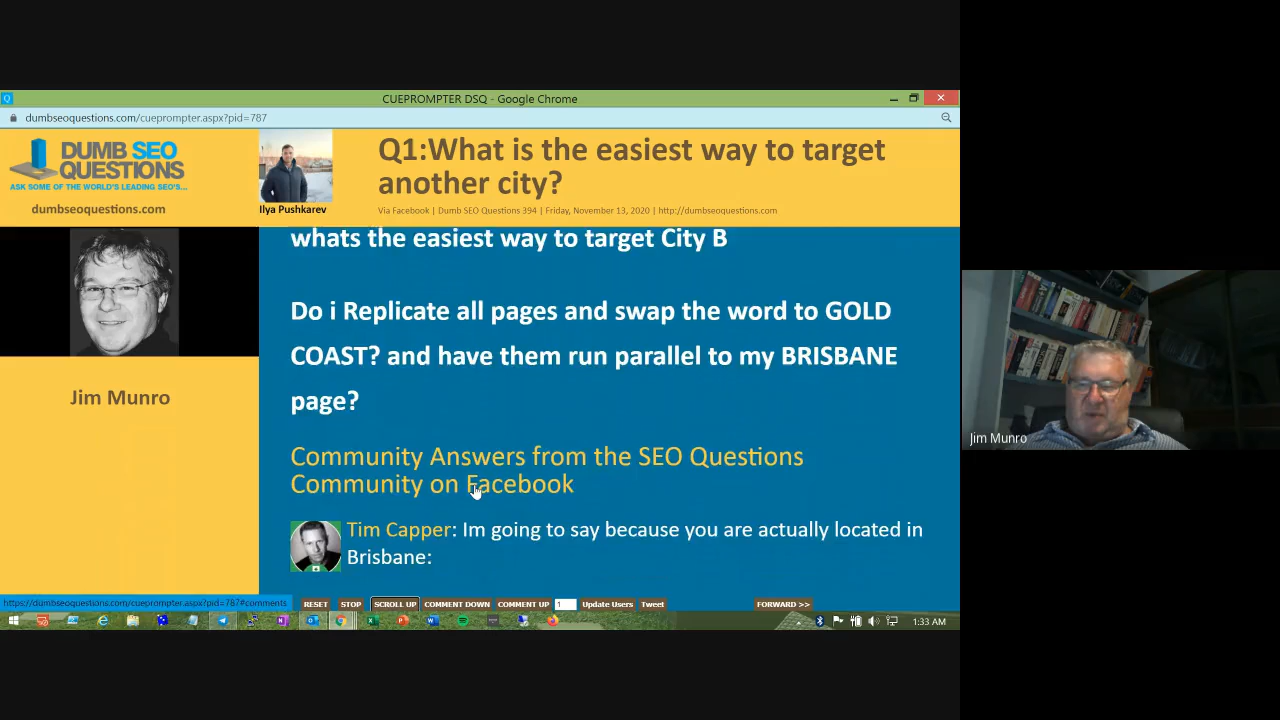 CUEPROMPTER DSQ - Google Chrome
dumbseoquestions.com/cueprompter.aspx?pid=787
DUMB SEO
QUESTIONS
ASK SOME OF THE WORLD'S LEADING SEO'S...
dumbseoquestions.com
Ilya Pushkarev
Q1:What is the easiest way to target
another city?
Via Facebook | Dumb SEO Questions 394 | Friday, November 13, 2020 | http://dumbseoquestions.com
Jim Munro
whats the easiest way to target City B
Do i Replicate all pages and swap the word to GOLD
COAST? and have them run parallel to my BRISBANE
page?
Community Answers from the SEO Questions
Community on Facebook
Tim Capper: Im going to say because you are actually located in
Brisbane:
Jim Munro
https://dumbseoquestions.com/cueprompter.aspx?pid=787#comments
RESET STOP SCROLL UP COMMENT DOWN COMMENT UP 1 Update Users Tweet FORWARD >>
1:33 AM